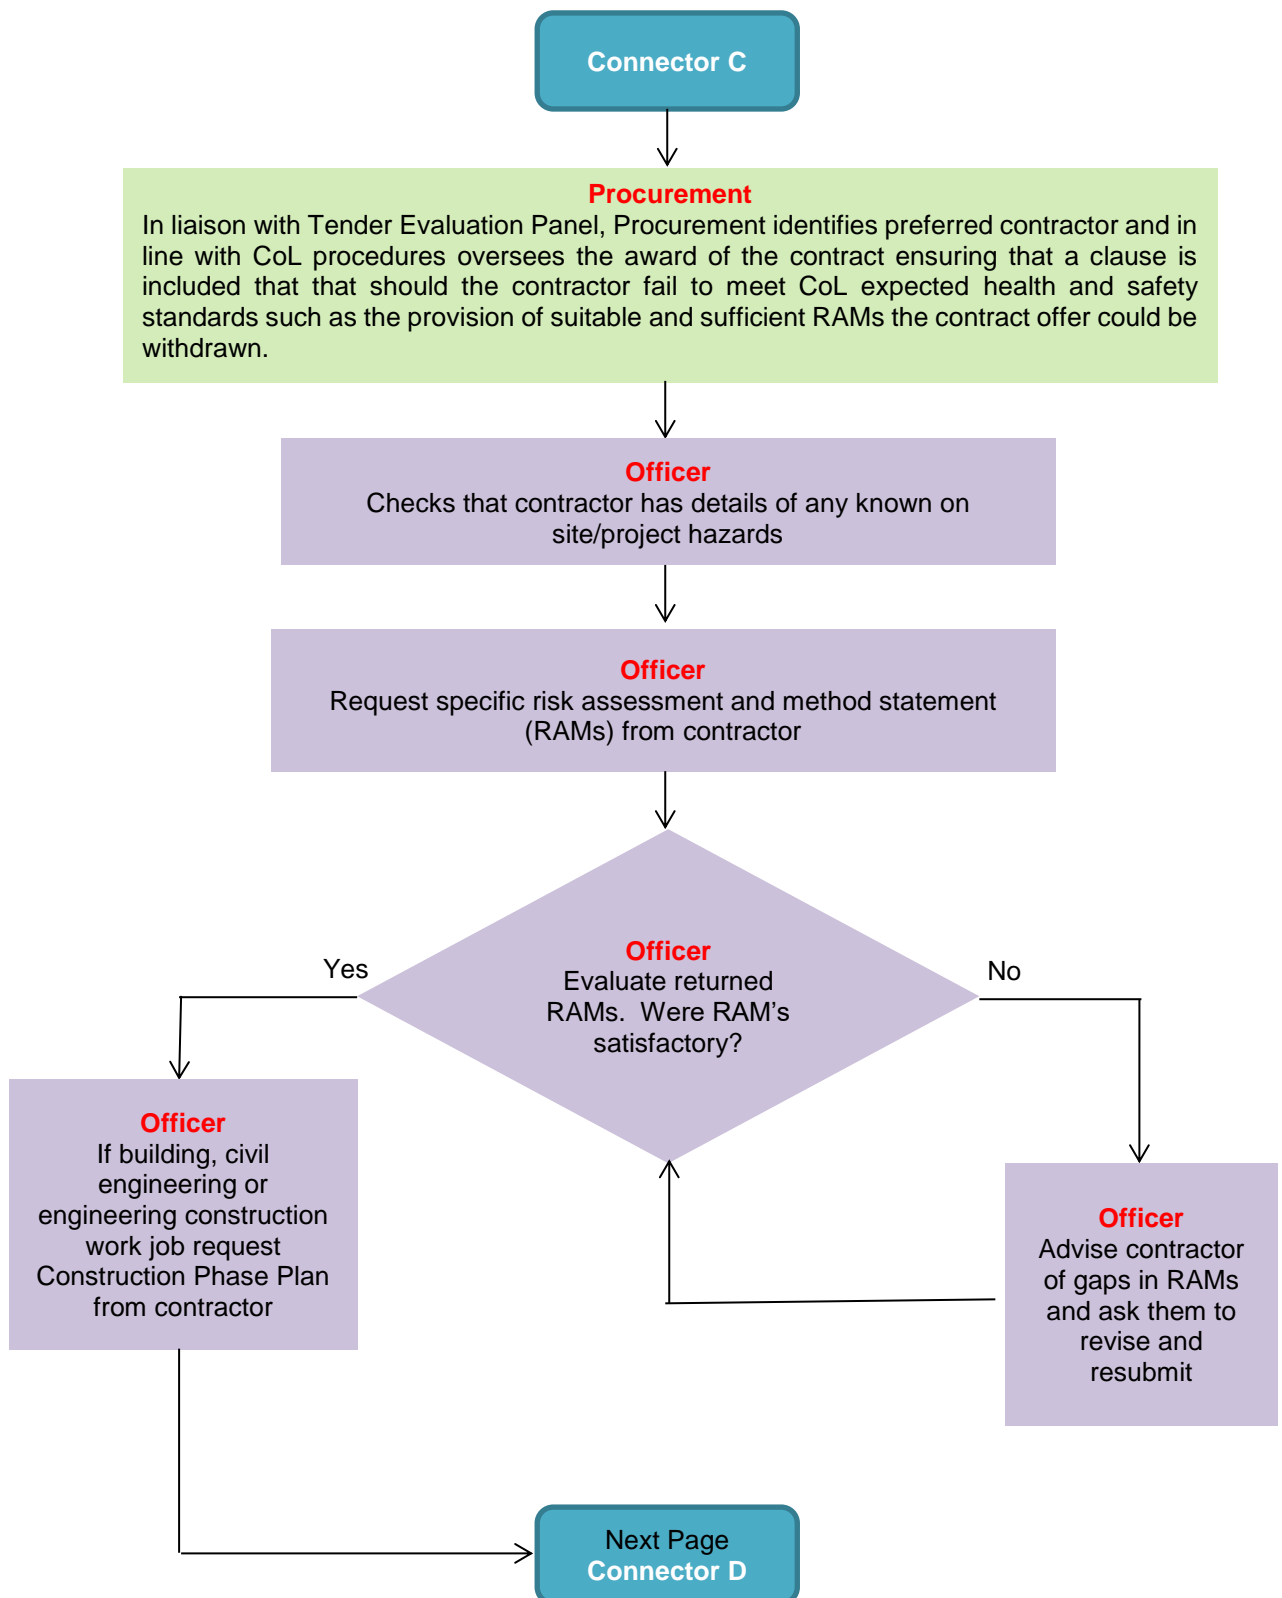 Connector C
Procurement
In liaison with Tender Evaluation Panel, Procurement identifies preferred contractor and in
line with CoL procedures oversees the award of the contract ensuring that a clause is
included that that should the contractor fail to meet CoL expected health and safety
standards such as the provision of suitable and sufficient RAMs the contract offer could be
withdrawn.
Officer
Checks that contractor has details of any known on
site/project hazards
Officer
Request specific risk assessment and method statement
(RAMs) from contractor
Officer
Evaluate returned
RAMs.  Were RAM’s
satisfactory?
Yes
No
Officer
If building, civil
engineering or
engineering construction
work job request
Construction Phase Plan
from contractor
Officer
Advise contractor
of gaps in RAMs
and ask them to
revise and
resubmit
Next Page
Connector D